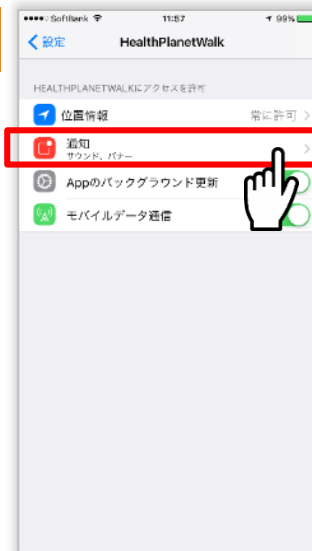 SoftBank 11:57 99%
設定 HealthPlanetWalk
HEALTHPLANETWALKにアクセスを許可
位置情報 常に許可
通知
サウンド、バナー
Appのバックグラウンド更新
モバイルデータ通信